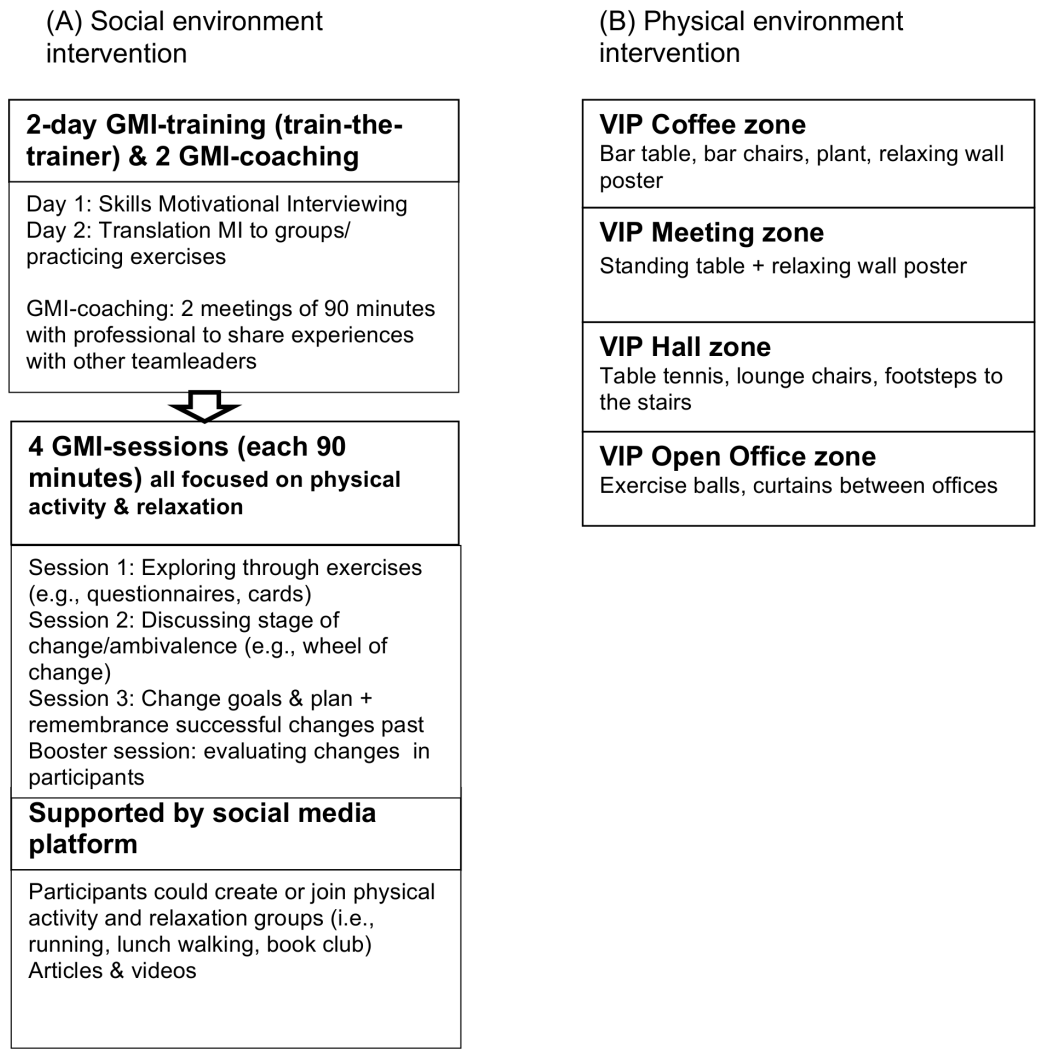 (A) Social environment
intervention
2-day GMI-training (train-the-
trainer) & 2 GMI-coaching
Day 1: Skills Motivational Interviewing
Day 2: Translation MI to groups/
practicing exercises
GMI-coaching: 2 meetings of 90 minutes
with professional to share experiences
with other teamleaders
4 GMI-sessions (each 90
minutes) all focused on physical
activity & relaxation
Session 1: Exploring through exercises
(e.g., questionnaires, cards)
Session 2: Discussing stage of
change/ambivalence (e.g., wheel of
change)
Session 3: Change goals & plan +
remembrance successful changes past
Booster session: evaluating changes  in
participants
Supported by social media
platform
Participants could create or join physical
activity and relaxation groups (i.e.,
running, lunch walking, book club)
Articles & videos
(B) Physical environment
intervention
VIP Coffee zone
Bar table, bar chairs, plant, relaxing wall
poster
VIP Meeting zone
Standing table + relaxing wall poster
VIP Hall zone
Table tennis, lounge chairs, footsteps to
the stairs
VIP Open Office zone
Exercise balls, curtains between offices